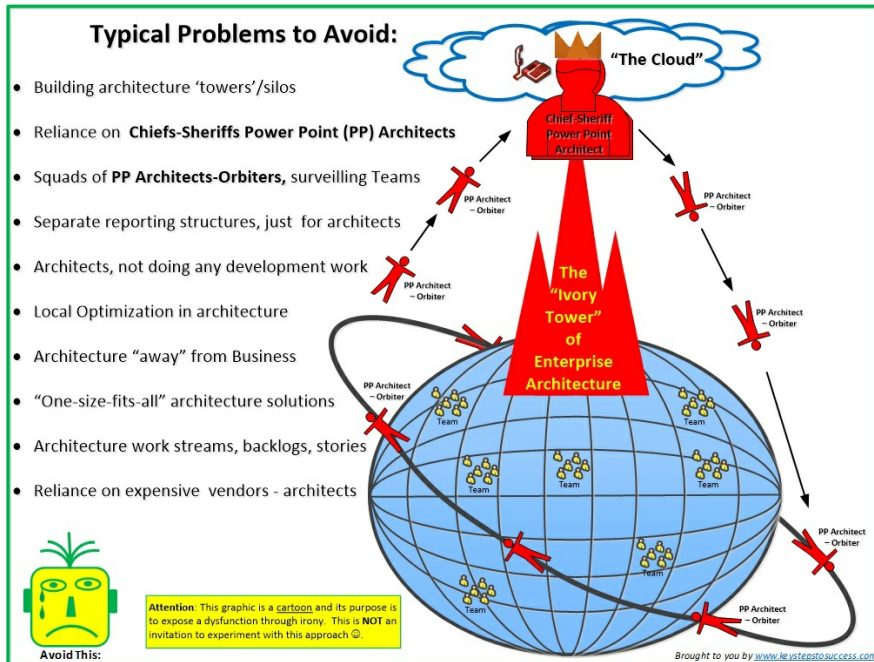 Typical Problems to Avoid:
• Building architecture ‘towers’/silos
• Reliance on Chiefs-Sheriffs Power Point (PP) Architects
• Squads of PP Architects-Orbiters, surveilling Teams
• Separate reporting structures, just for architects
• Architects, not doing any development work
• Local Optimization in architecture
• Architecture “away” from Business
• “One-size-fits-all” architecture solutions
• Architecture work streams, backlogs, stories
• Reliance on expensive vendors - architects
“The Cloud”
Chief-Sheriff
Power Point
Architect
PP Architect
– Orbiter
PP Architect
– Orbiter
PP Architect
– Orbiter
PP Architect
– Orbiter
The
“Ivory
Tower”
of
Enterprise
Architecture
PP Architect
– Orbiter
Team
Team
Team
Team
Team
Team
Team
PP Architect
– Orbiter
PP Architect
– Orbiter
Avoid This:
Attention: This graphic is a cartoon and its purpose is
to expose a dysfunction through irony. This is NOT an
invitation to experiment with this approach ☺.
Brought to you by www.keystepstosuccess.com